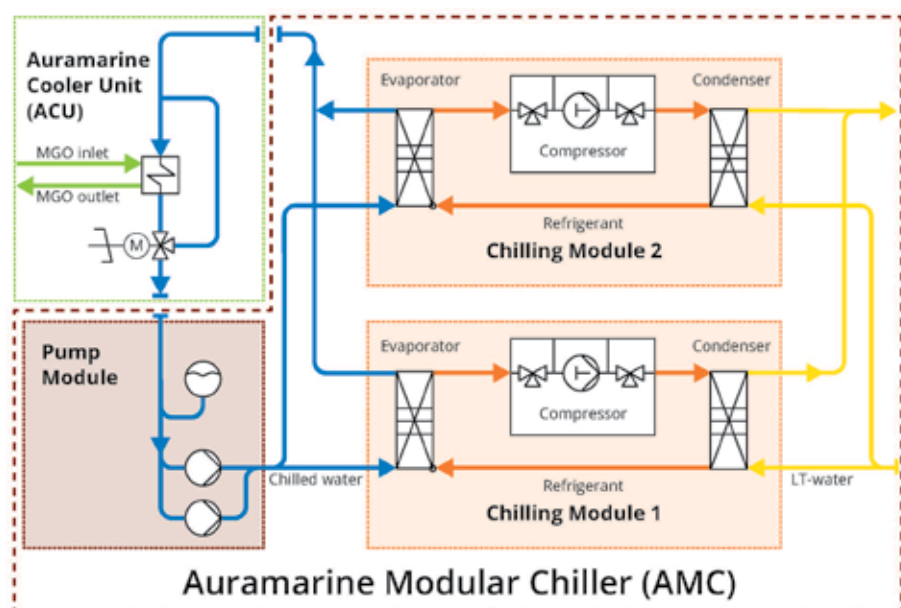 Auramarine
Cooler Unit
(ACU)
MGO inlet
MGO outlet
M
Pump
Module
Evaporator
Condenser
Compressor
Refrigerant
Chilling Module 2
Evaporator
Condenser
Compressor
Chilled water
Refrigerant
LT-water
Chilling Module 1
Auramarine Modular Chiller (AMC)